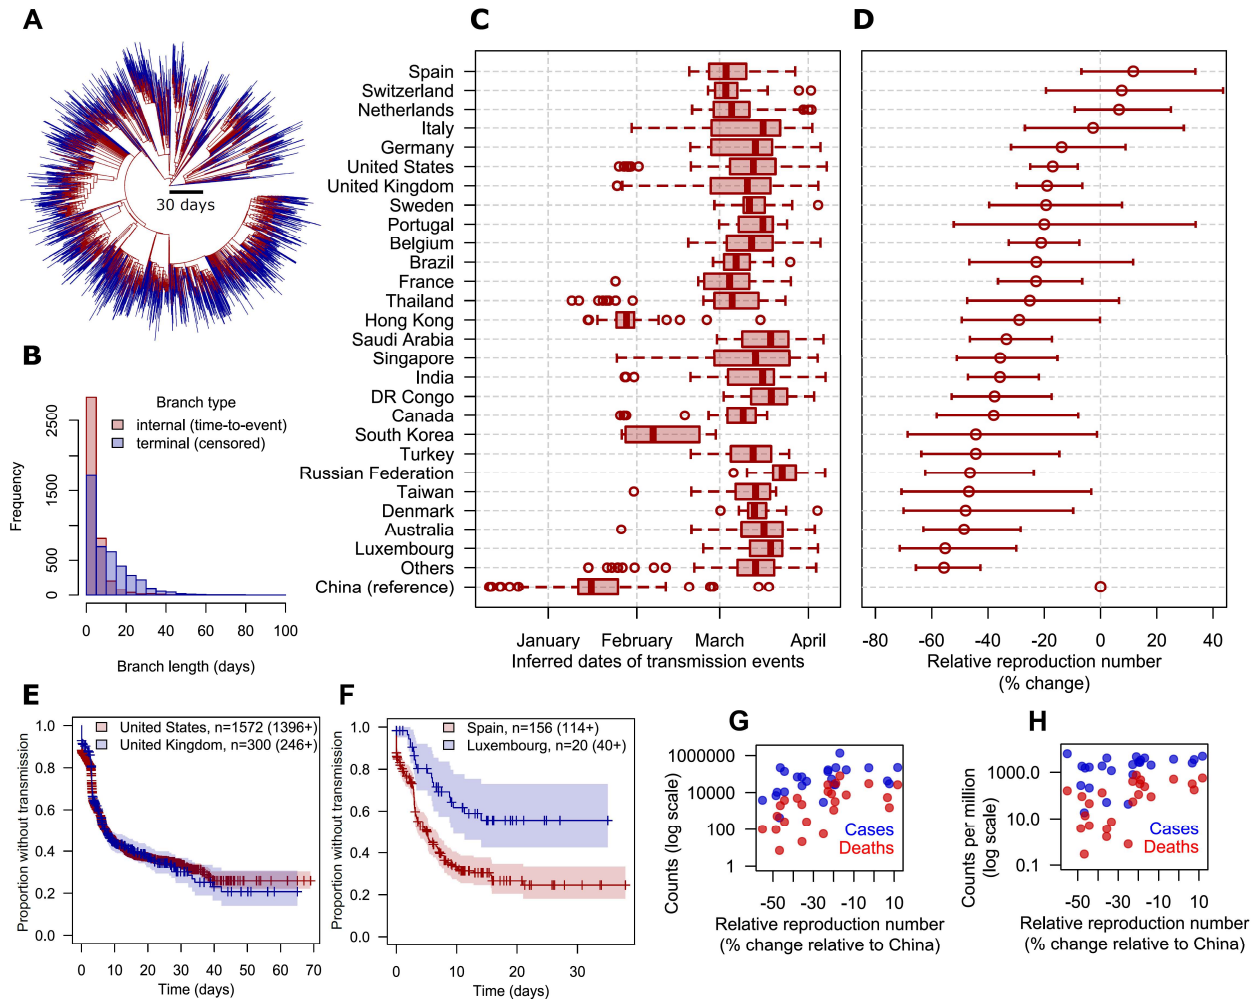 A
30 days
B
Branch type
internal (time-to-event)
terminal (censored)
Frequency
2500
1500
500
0
0 20 40 60 80 100
Branch length (days)
C
Spain
Switzerland
Netherlands
Italy
Germany
United States
United Kingdom
Sweden
Portugal
Belgium
Brazil
France
Thailand
Hong Kong
Saudi Arabia
Singapore
India
DR Congo
Canada
South Korea
Turkey
Russian Federation
Taiwan
Denmark
Australia
Luxembourg
Others
China (reference)
January February March April
Inferred dates of transmission events
D
-80 -60 -40 -20 0 20 40
Relative reproduction number
(% change)
E
United States, n=1572 (1396+)
United Kingdom, n=300 (246+)
Proportion without transmission
1.0
0.8
0.6
0.4
0.2
0.0
0 10 20 30 40 50 60 70
Time (days)
F
Spain, n=156 (114+)
Luxembourg, n=20 (40+)
Proportion without transmission
1.0
0.8
0.6
0.4
0.2
0.0
0 10 20 30
Time (days)
G
Counts (log scale)
1000000
10000
100
1
Cases
Deaths
-50 -30 -10 10
Relative reproduction number
(% change relative to China)
H
Counts per million
(log scale)
1000.0
10.0
0.1
Cases
Deaths
-50 -30 -10 10
Relative reproduction number
(% change relative to China)